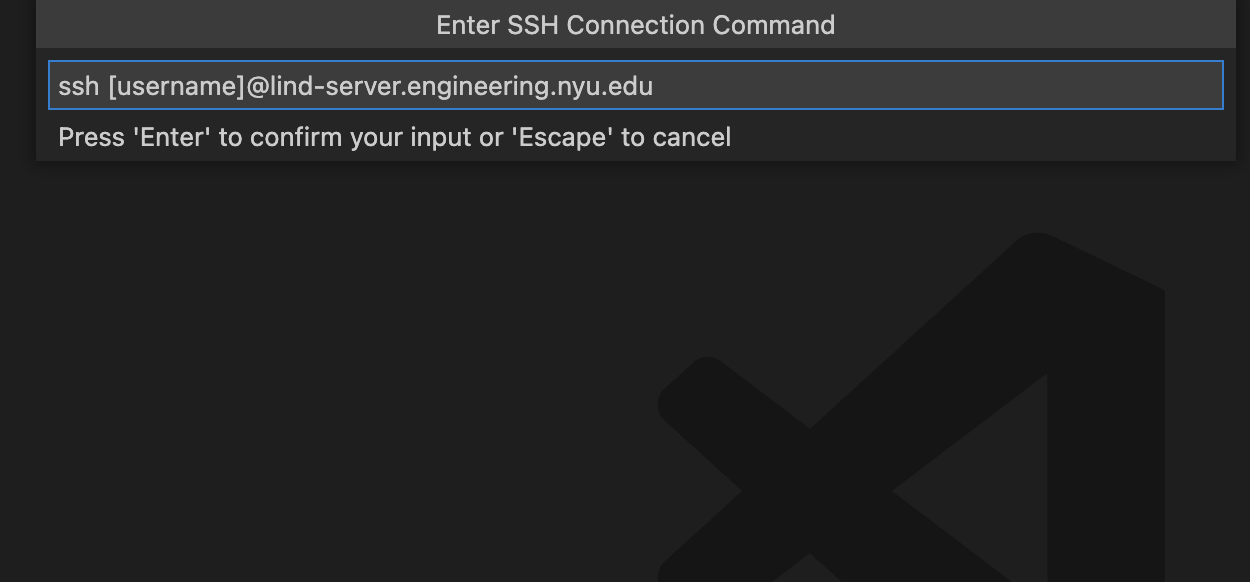 Enter SSH Connection Command
ssh [username]@lind-server.engineering.nyu.edu
Press 'Enter' to confirm your input or 'Escape' to cancel